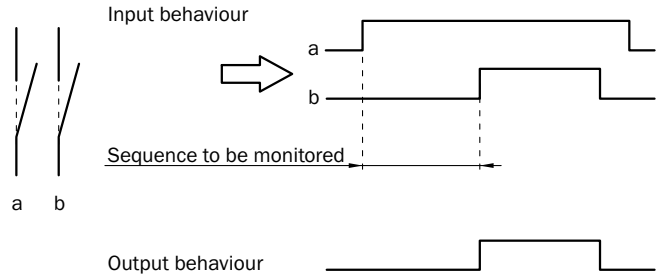 Input behaviour
a
b
Sequence to be monitored
a b
Output behaviour